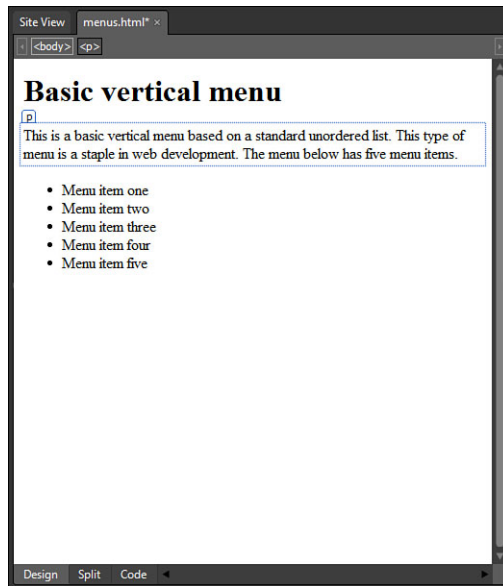 Site View menus.html* ×
<body> <p>
Basic vertical menu
p
This is a basic vertical menu based on a standard unordered list. This type of
menu is a staple in web development. The menu below has five menu items.
• Menu item one
• Menu item two
• Menu item three
• Menu item four
• Menu item five
Design Split Code